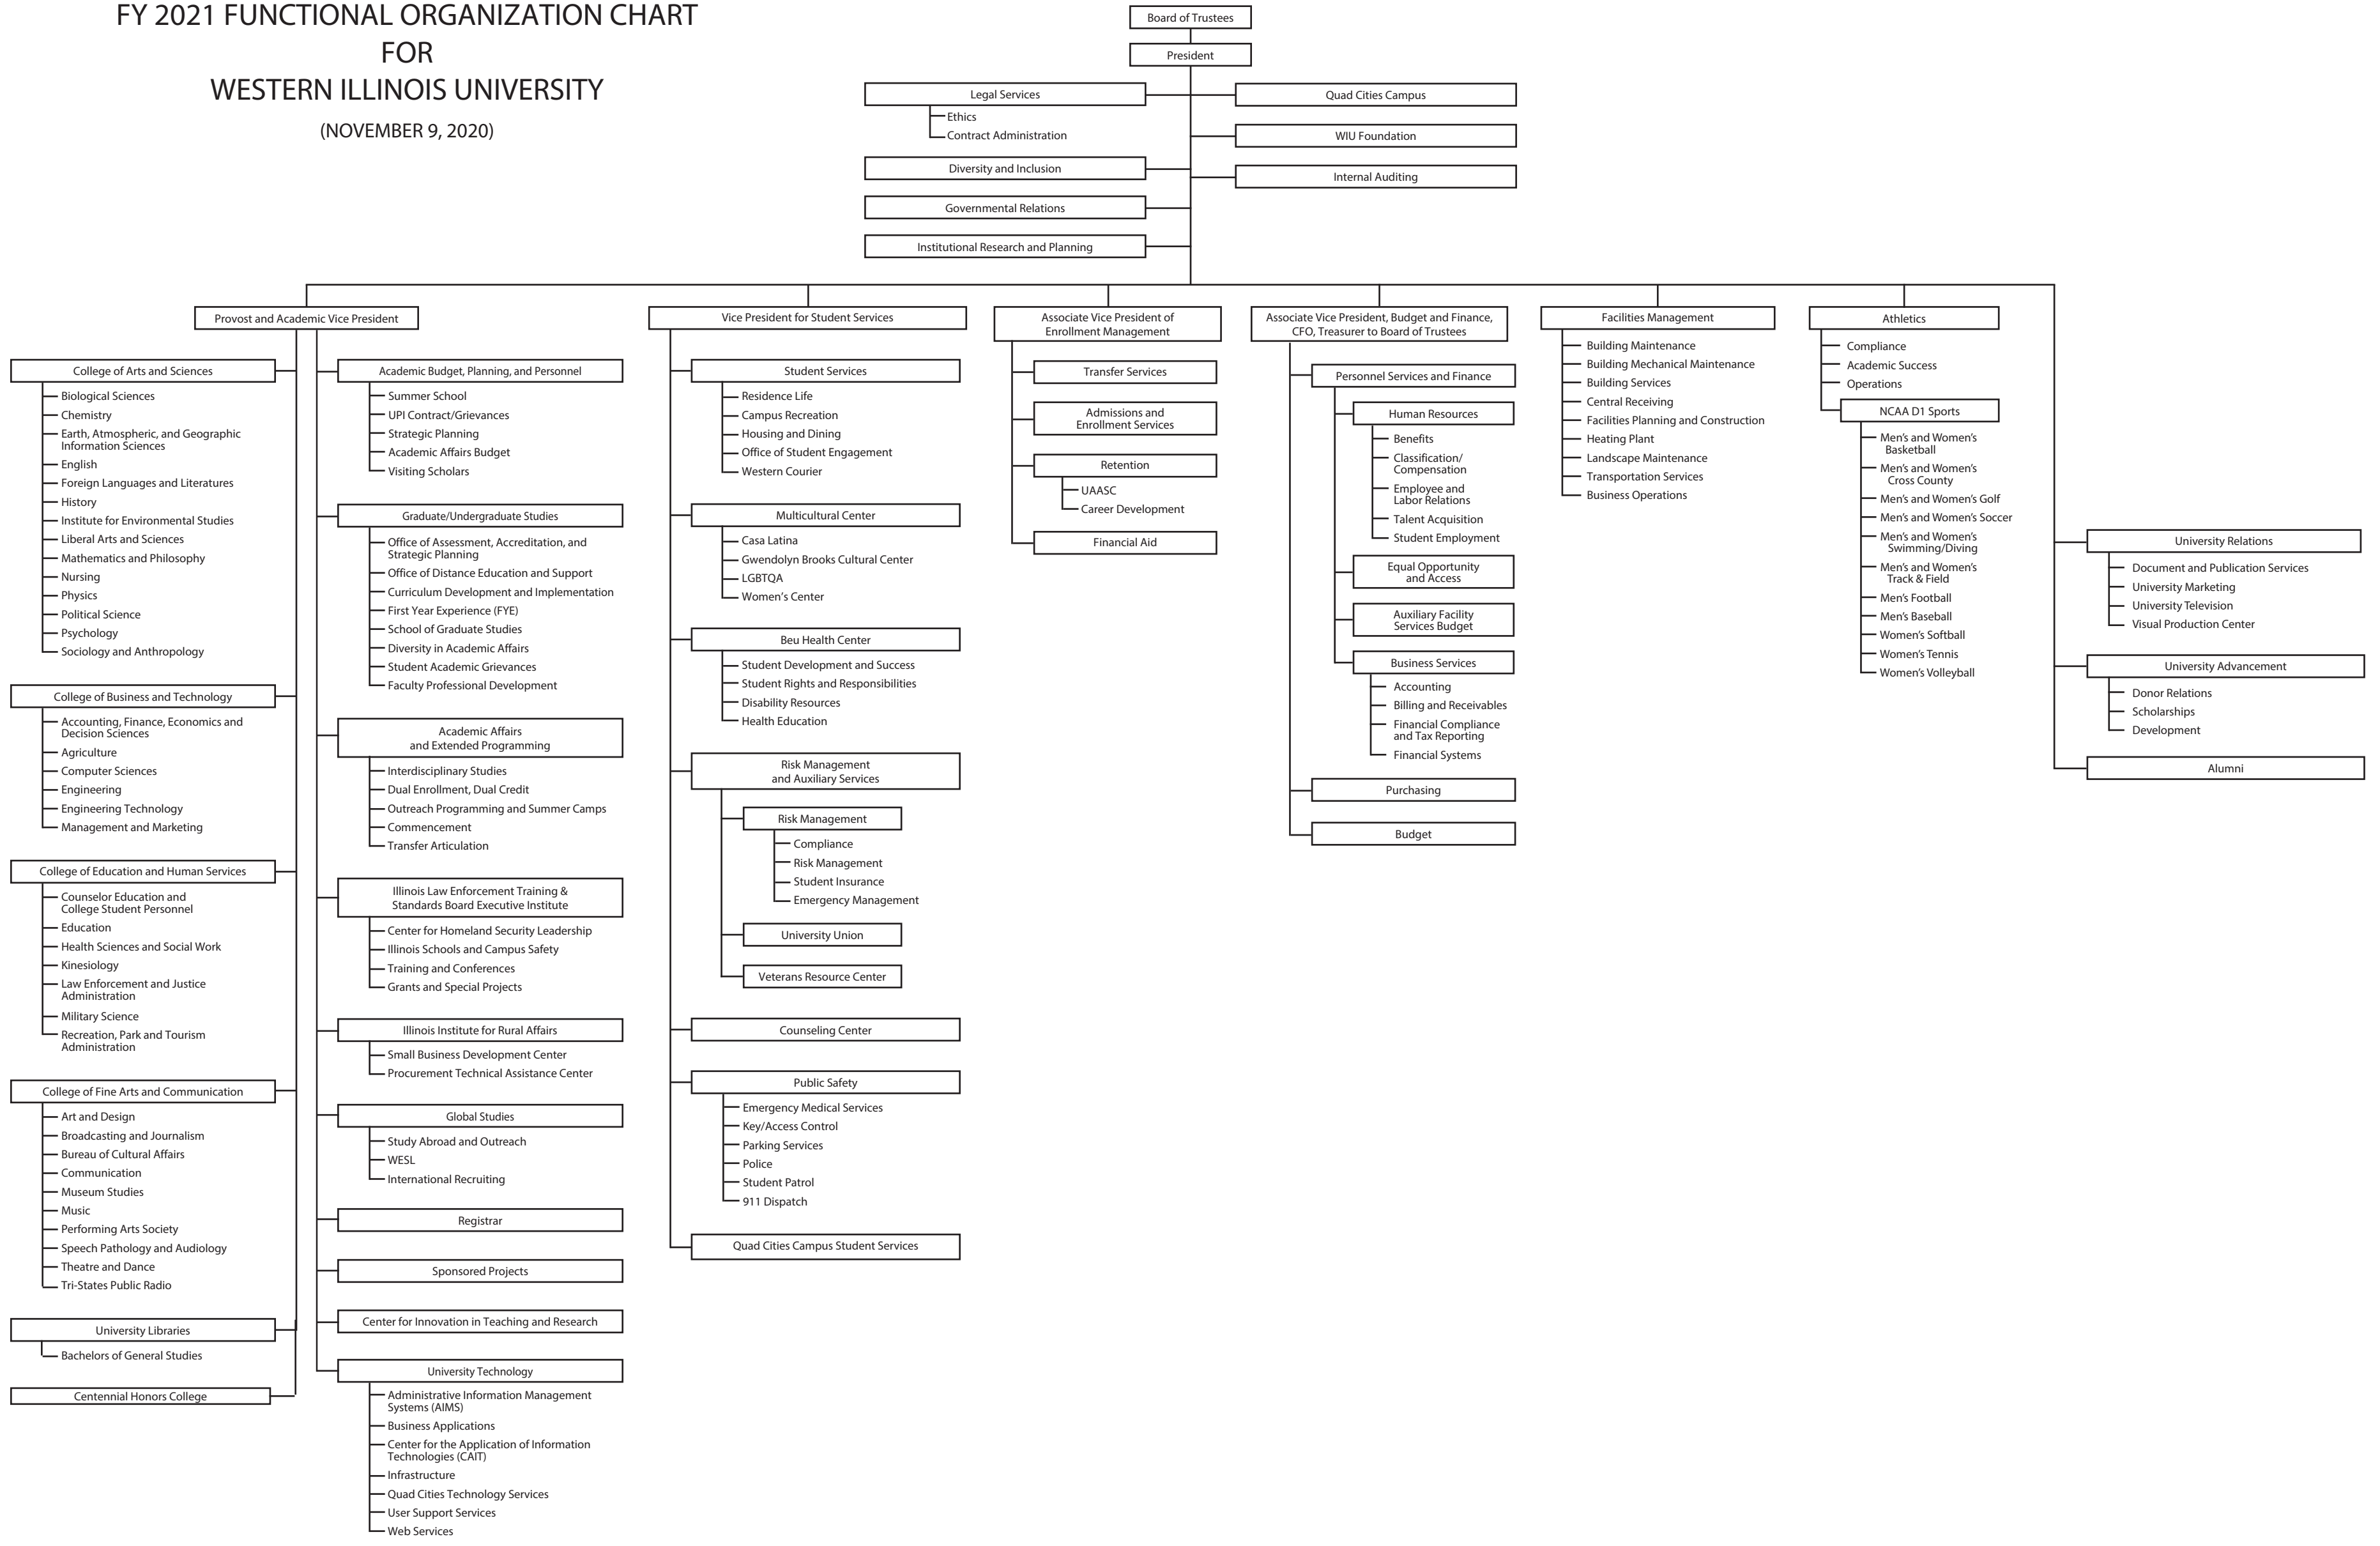 FY 2021 FUNCTIONAL ORGANIZATION CHART
FOR
WESTERN ILLINOIS UNIVERSITY
(NOVEMBER 9, 2020)
Board of Trustees
President
Legal Services
Ethics
Contract Administration
Diversity and Inclusion
Governmental Relations
Institutional Research and Planning
Quad Cities Campus
WIU Foundation
Internal Auditing
Provost and Academic Vice President
College of Arts and Sciences
Biological Sciences
Chemistry
Earth, Atmospheric, and Geographic
Information Sciences
English
Foreign Languages and Literatures
History
Institute for Environmental Studies
Liberal Arts and Sciences
Mathematics and Philosophy
Nursing
Physics
Political Science
Psychology
Sociology and Anthropology
College of Business and Technology
Accounting, Finance, Economics and
Decision Sciences
Agriculture
Computer Sciences
Engineering
Engineering Technology
Management and Marketing
College of Education and Human Services
Counselor Education and
College Student Personnel
Education
Health Sciences and Social Work
Kinesiology
Law Enforcement and Justice
Administration
Military Science
Recreation, Park and Tourism
Administration
College of Fine Arts and Communication
Art and Design
Broadcasting and Journalism
Bureau of Cultural Affairs
Communication
Museum Studies
Music
Performing Arts Society
Speech Pathology and Audiology
Theatre and Dance
Tri-States Public Radio
University Libraries
Bachelors of General Studies
Centennial Honors College
Academic Budget, Planning, and Personnel
Summer School
UPI Contract/Grievances
Strategic Planning
Academic Affairs Budget
Visiting Scholars
Graduate/Undergraduate Studies
Office of Assessment, Accreditation, and
Strategic Planning
Office of Distance Education and Support
Curriculum Development and Implementation
First Year Experience (FYE)
School of Graduate Studies
Diversity in Academic Affairs
Student Academic Grievances
Faculty Professional Development
Academic Affairs
and Extended Programming
Interdisciplinary Studies
Dual Enrollment, Dual Credit
Outreach Programming and Summer Camps
Commencement
Transfer Articulation
Illinois Law Enforcement Training &
Standards Board Executive Institute
Center for Homeland Security Leadership
Illinois Schools and Campus Safety
Training and Conferences
Grants and Special Projects
Illinois Institute for Rural Affairs
Small Business Development Center
Procurement Technical Assistance Center
Global Studies
Study Abroad and Outreach
WESL
International Recruiting
Registrar
Sponsored Projects
Center for Innovation in Teaching and Research
University Technology
Administrative Information Management
Systems (AIMS)
Business Applications
Center for the Application of Information
Technologies (CAIT)
Infrastructure
Quad Cities Technology Services
User Support Services
Web Services
Vice President for Student Services
Student Services
Residence Life
Campus Recreation
Housing and Dining
Office of Student Engagement
Western Courier
Multicultural Center
Casa Latina
Gwendolyn Brooks Cultural Center
LGBTQA
Women's Center
Beu Health Center
Student Development and Success
Student Rights and Responsibilities
Disability Resources
Health Education
Risk Management
and Auxiliary Services
Risk Management
Compliance
Risk Management
Student Insurance
Emergency Management
University Union
Veterans Resource Center
Counseling Center
Public Safety
Emergency Medical Services
Key/Access Control
Parking Services
Police
Student Patrol
911 Dispatch
Quad Cities Campus Student Services
Associate Vice President of
Enrollment Management
Transfer Services
Admissions and
Enrollment Services
Retention
UAASC
Career Development
Financial Aid
Associate Vice President, Budget and Finance,
CFO, Treasurer to Board of Trustees
Personnel Services and Finance
Human Resources
Benefits
Classification/
Compensation
Employee and
Labor Relations
Talent Acquisition
Student Employment
Equal Opportunity
and Access
Auxiliary Facility
Services Budget
Business Services
Accounting
Billing and Receivables
Financial Compliance
and Tax Reporting
Financial Systems
Purchasing
Budget
Facilities Management
Building Maintenance
Building Mechanical Maintenance
Building Services
Central Receiving
Facilities Planning and Construction
Heating Plant
Landscape Maintenance
Transportation Services
Business Operations
Athletics
Compliance
Academic Success
Operations
NCAA D1 Sports
Men's and Women's
Basketball
Men's and Women's
Cross County
Men's and Women's Golf
Men's and Women's Soccer
Men's and Women's
Swimming/Diving
Men's and Women's
Track & Field
Men's Football
Men's Baseball
Women's Softball
Women's Tennis
Women's Volleyball
University Relations
Document and Publication Services
University Marketing
University Television
Visual Production Center
University Advancement
Donor Relations
Scholarships
Development
Alumni